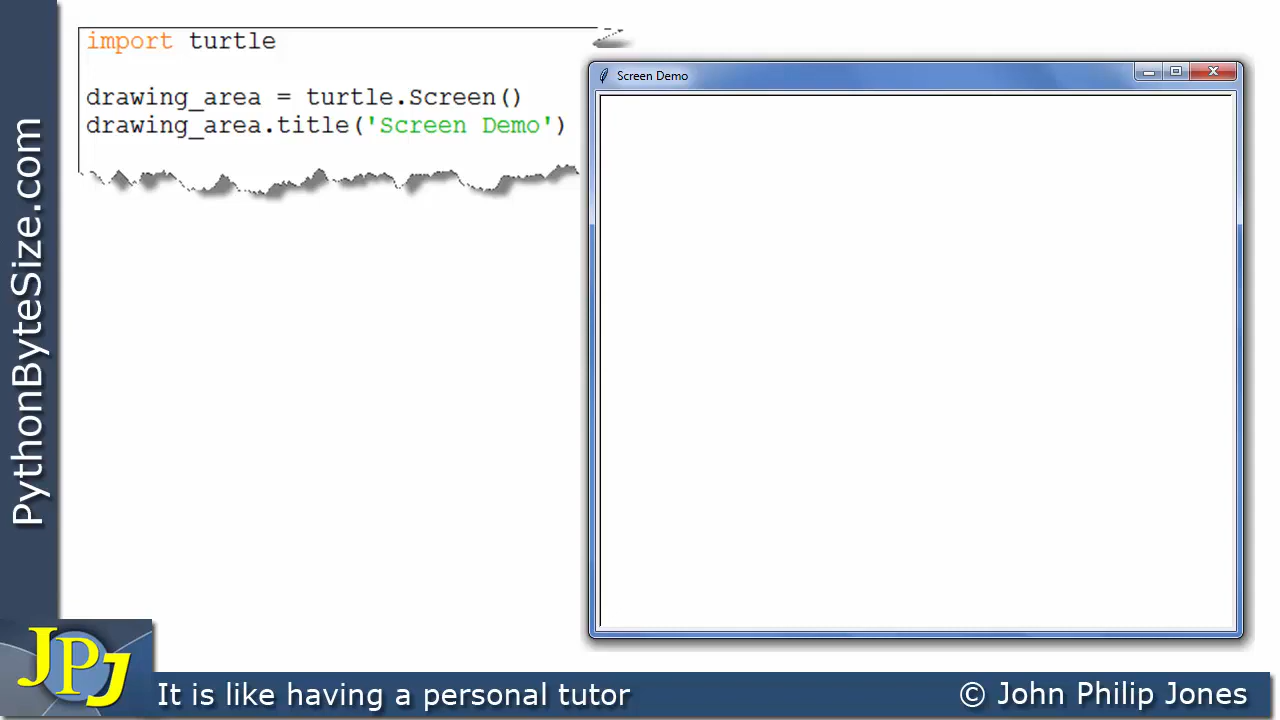 import turtle
drawing_area = turtle.Screen()
drawing_area.title('Screen Demo')
Screen Demo
PythonByteSize.com
JPJ
It is like having a personal tutor
© John Philip Jones